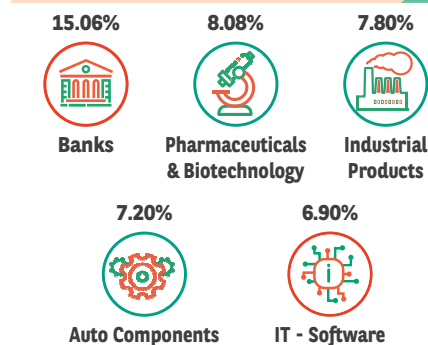 15.06%
8.08%
7.80%
Banks
Pharmaceuticals
& Biotechnology
Industrial
Products
7.20%
6.90%
i
Auto Components
IT - Software